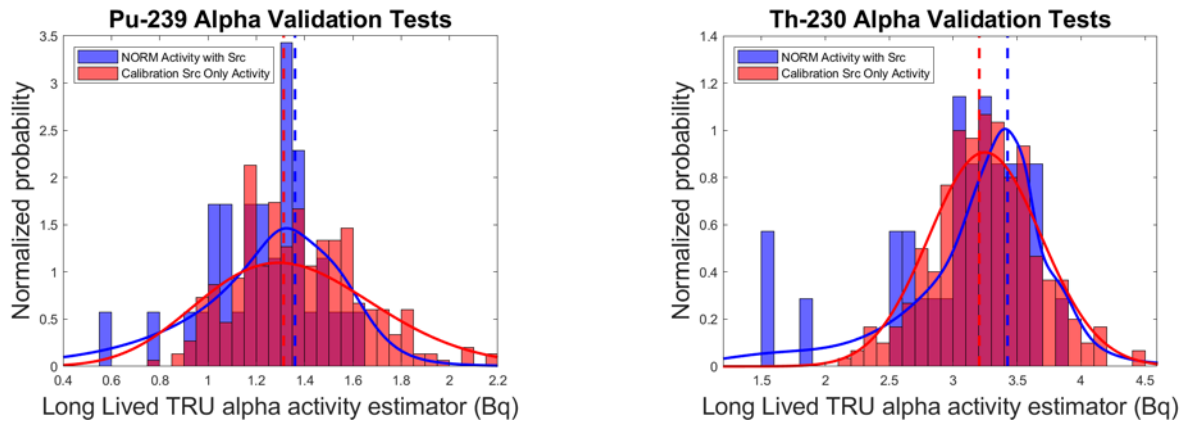 Pu-239 Alpha Validation Tests
3.5
3
2.5
2
1.5
1
0.5
0
Normalized probability
NORM Activity with Src
Calibration Src Only Activity
0.4 0.6 0.8 1 1.2 1.4 1.6 1.8 2 2.2
Long Lived TRU alpha activity estimator (Bq)
Th-230 Alpha Validation Tests
1.4
1.2
1
0.8
0.6
0.4
0.2
0
Normalized probability
NORM Activity with Src
Calibration Src Only Activity
1.5 2 2.5 3 3.5 4 4.5
Long Lived TRU alpha activity estimator (Bq)